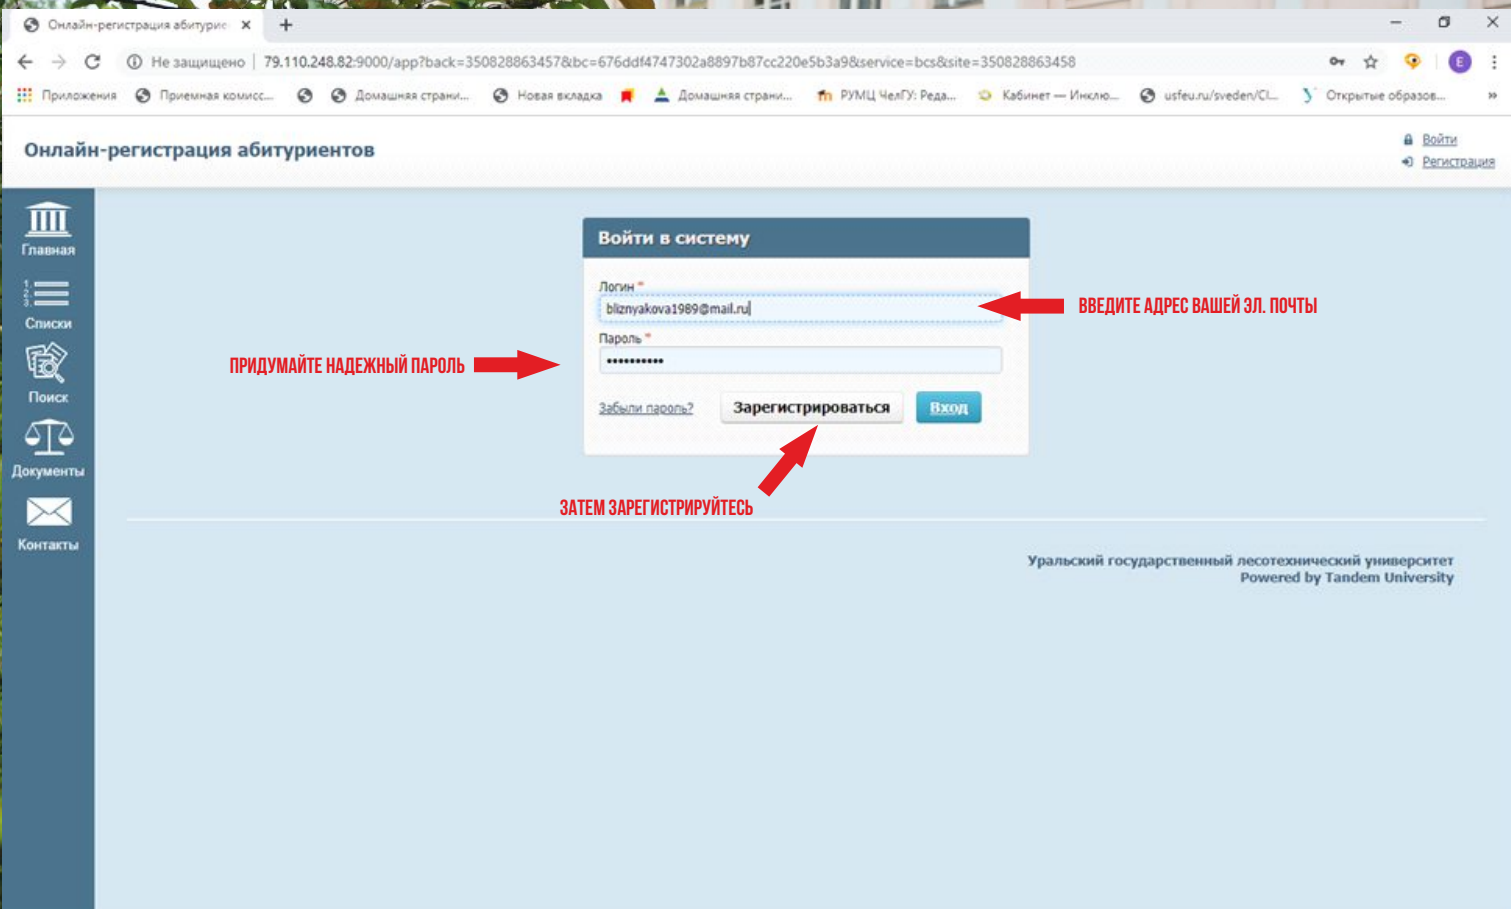 Онлайн-регистрация абитурие
Не защищено | 79.110.248.82:9000/app?back=350828863457&bc=676ddf4747302a8897b87cc220e5b3a9&service=bcs&site=350828863458
E
Приложения Приемная комисс... Домашняя страни... Новая вкладка Домашняя страни... РУМЦ ЧелГУ: Реда... Кабинет — Инклю... usfeu.ru/sveden/Cl... Открытые образов... »
Онлайн-регистрация абитуриентов
Войти
Регистрация
Главная
Списки
Поиск
Документы
Контакты
Войти в систему
Логин *
bliznyakova1989@mail.ru
ВВЕДИТЕ АДРЕС ВАШЕЙ ЭЛ. ПОЧТЫ
Пароль *
ПРИДУМАЙТЕ НАДЕЖНЫЙ ПАРОЛЬ
••••••••••
Забыли пароль? Зарегистрироваться Вход
ЗАТЕМ ЗАРЕГИСТРИРУЙТЕСЬ
Уральский государственный лесотехнический университет
Powered by Tandem University